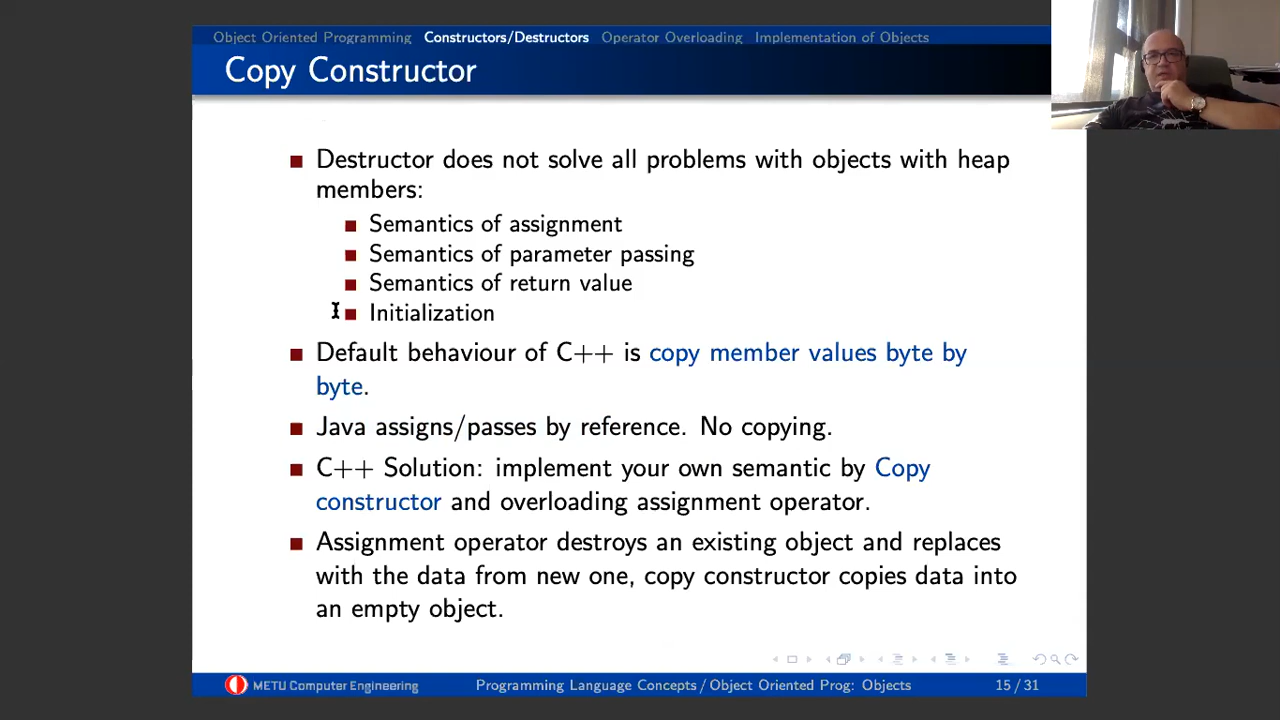 Object Oriented Programming Constructors/Destructors Operator Overloading Implementation of Objects
Copy Constructor
Destructor does not solve all problems with objects with heap
members:
Semantics of assignment
Semantics of parameter passing
Semantics of return value
Initialization
Default behaviour of C++ is copy member values byte by
byte.
Java assigns/passes by reference. No copying.
C++ Solution: implement your own semantic by Copy
constructor and overloading assignment operator.
Assignment operator destroys an existing object and replaces
with the data from new one, copy constructor copies data into
an empty object.
METU Computer Engineering Programming Language Concepts / Object Oriented Prog: Objects 15 / 31